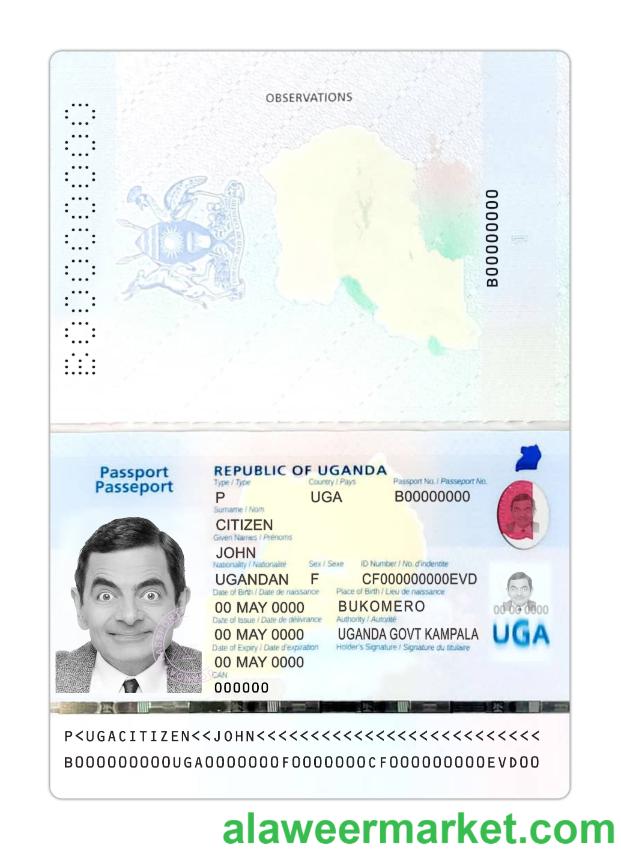 OBSERVATIONS
B00000000
B00000000
Passport
Passeport
REPUBLIC OF UGANDA
Type / Type Country / Pays Passport No. / Passeport No.
P UGA B00000000
Surname / Nom
CITIZEN
Given Names / Prénoms
JOHN
Nationality / Nationalité Sex / Sexe ID Number / No. d'indentite
UGANDAN F CF000000000EVD
Date of Birth / Date de naissance Place of Birth / Lieu de naissance
00 MAY 0000 BUKOMERO
Date of Issue / Date de délivrance Authority / Autorité
00 MAY 0000 UGANDA GOVT KAMPALA
Date of Expiry / Date d'expiration Holder's Signature / Signature du titulaire
00 MAY 0000
CAN
000000
00 00 0000
UGA
P<UGACITIZEN<<JOHN<<<<<<<<<<<<<<<<<<<<<<<<<<
B000000000UGA0000000F0000000CF000000000EVD00
alaweermarket.com